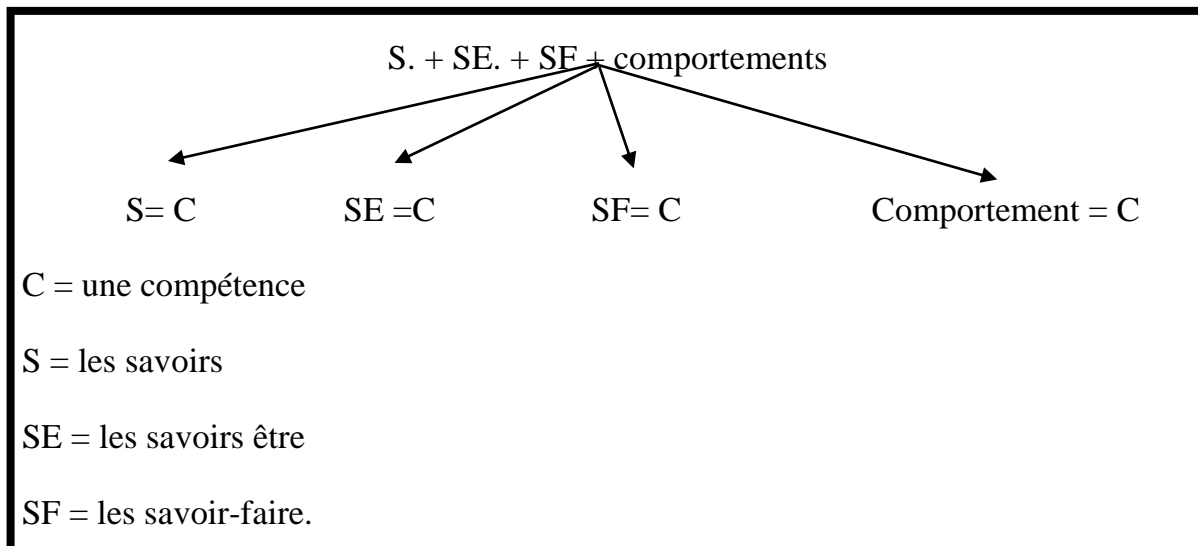 S. + SE. + SF + comportements
S= C SE =C SF= C Comportement = C
C = une compétence
S = les savoirs
SE = les savoirs être
SF = les savoir-faire.